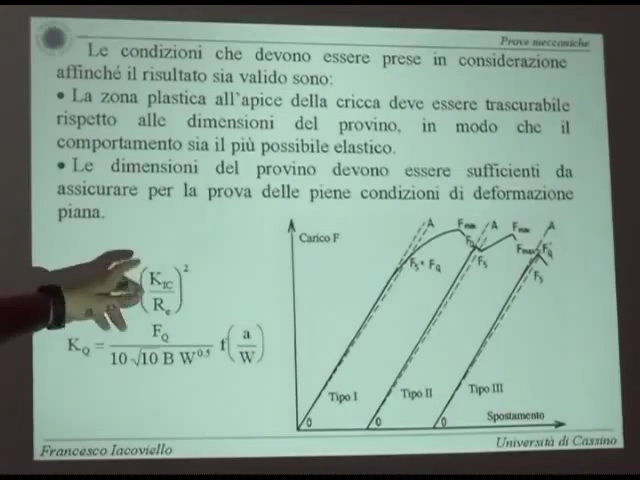 Prove meccaniche
Le condizioni che devono essere prese in considerazione
affinché il risultato sia valido sono:
• La zona plastica all'apice della cricca deve essere trascurabile
rispetto alle dimensioni del provino, in modo che il
comportamento sia il più possibile elastico.
• Le dimensioni del provino devono essere sufficienti da
assicurare per la prova delle piene condizioni di deformazione
piana.
Carico F
A Fmax A Fmax A
F5 = FQ F5 Fmax F5
(KIC / Re)²
KQ = FQ / 10 √10 B W^0.5 f(a/W)
Tipo I Tipo II Tipo III
0 0 0
Spostamento
Francesco Iacoviello
Università di Cassino